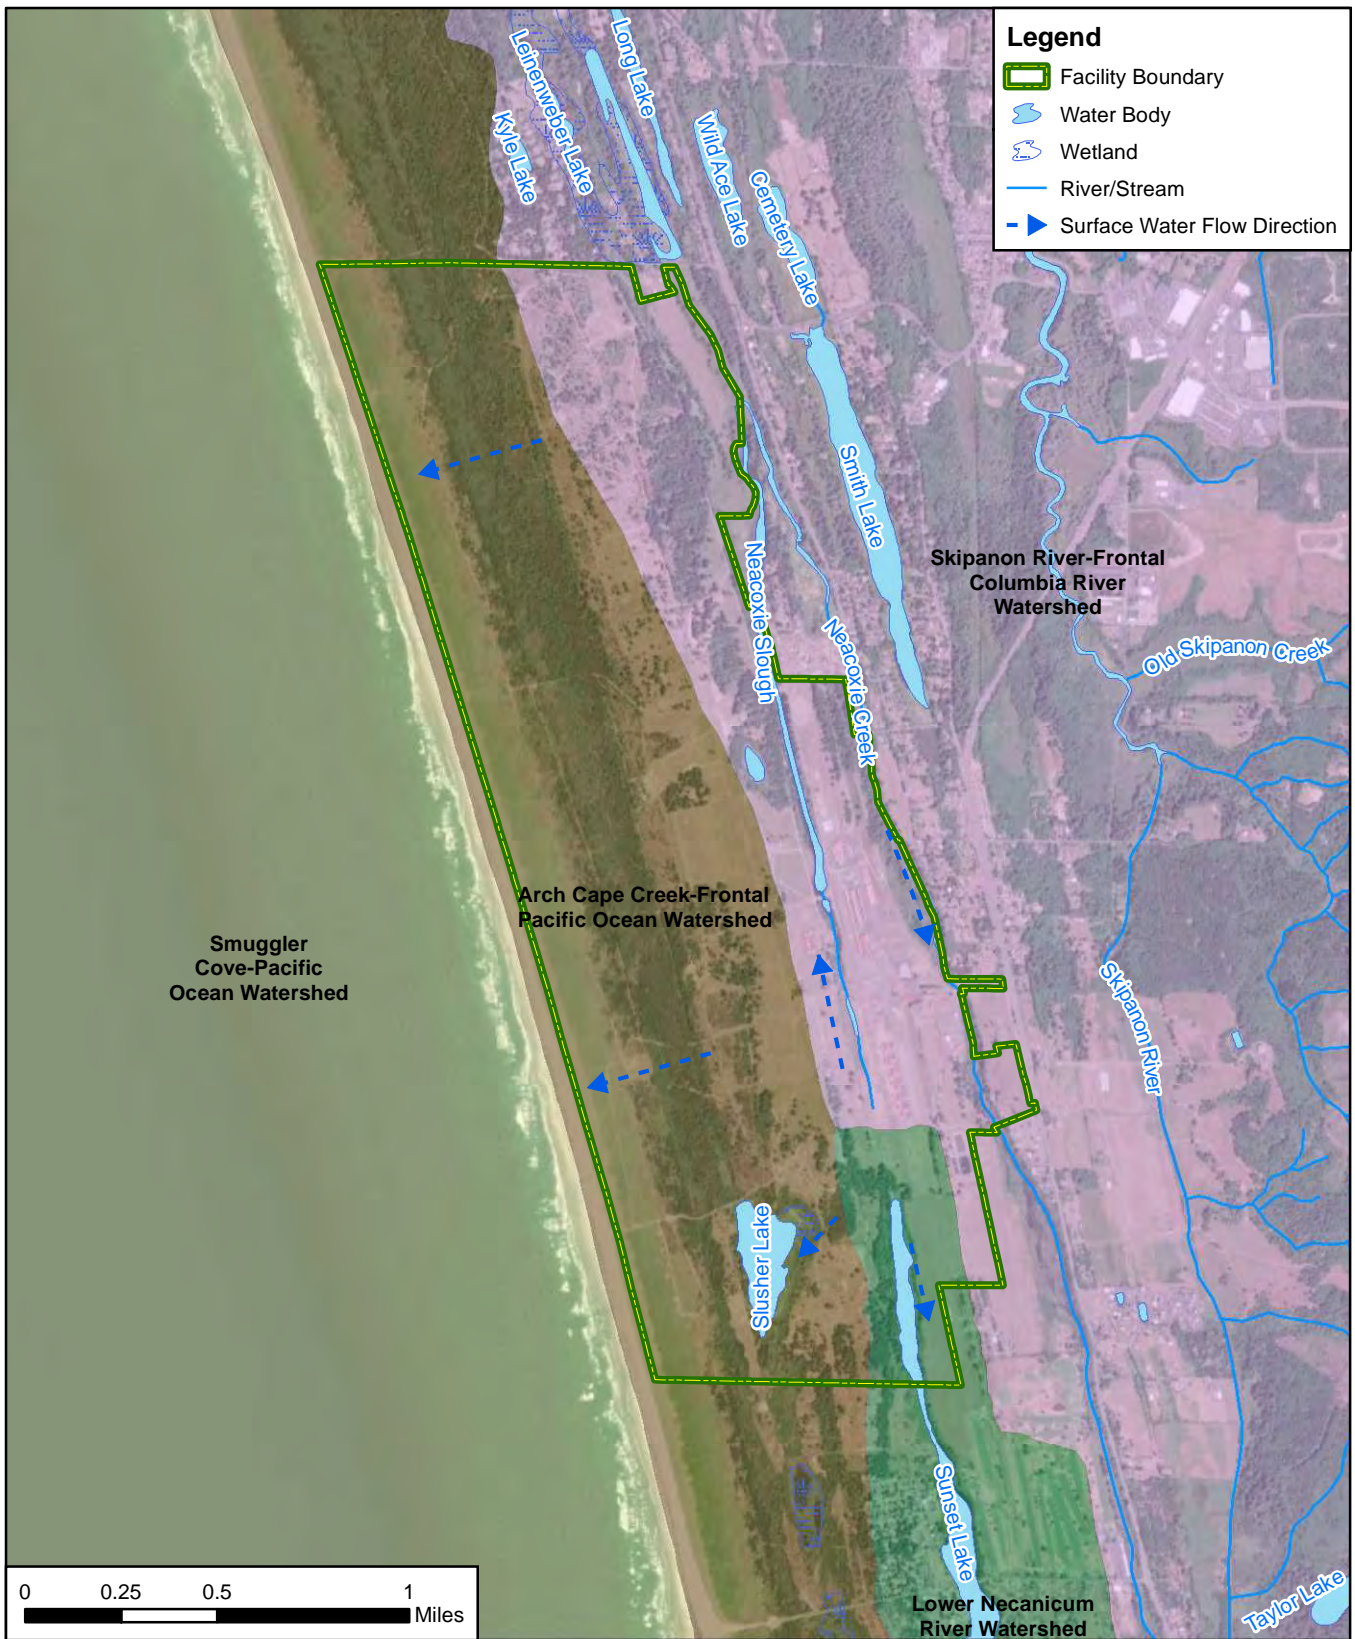 Legend
Facility Boundary
Water Body
Wetland
River/Stream
Surface Water Flow Direction
Long Lake
Leinenweber Lake
Kyle Lake
Wild Ace Lake
Cemetery Lake
Smith Lake
Skipanon River-Frontal
Columbia River
Watershed
Neacoxie Slough
Neacoxie Creek
Old Skipanon Creek
Arch Cape Creek-Frontal
Pacific Ocean Watershed
Smuggler
Cove-Pacific
Ocean Watershed
Skipanon River
Slusher Lake
Sunset Lake
Lower Necanicum
River Watershed
Taylor Lake
0 0.25 0.5 1
Miles